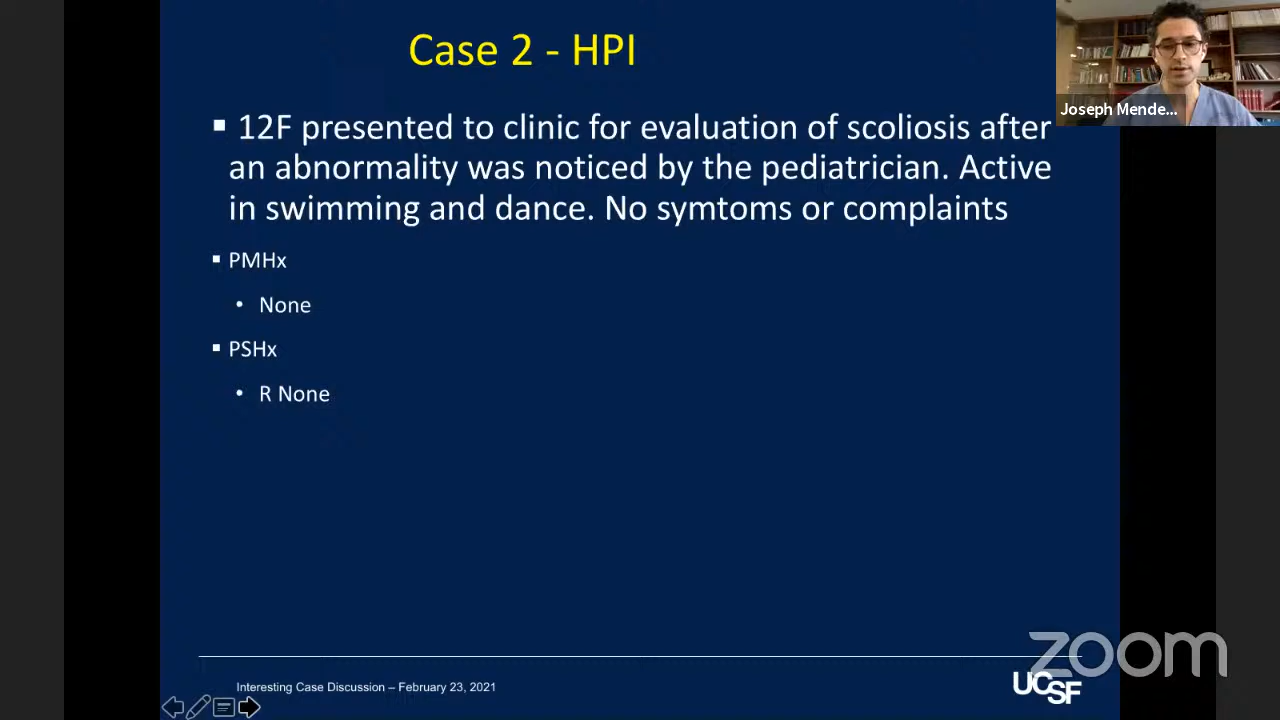 Case 2 - HPI
Joseph Mende...
▪ 12F presented to clinic for evaluation of scoliosis after
an abnormality was noticed by the pediatrician. Active
in swimming and dance. No symtoms or complaints
▪ PMHx
• None
▪ PSHx
• R None
zoom
Interesting Case Discussion – February 23, 2021
UCSF